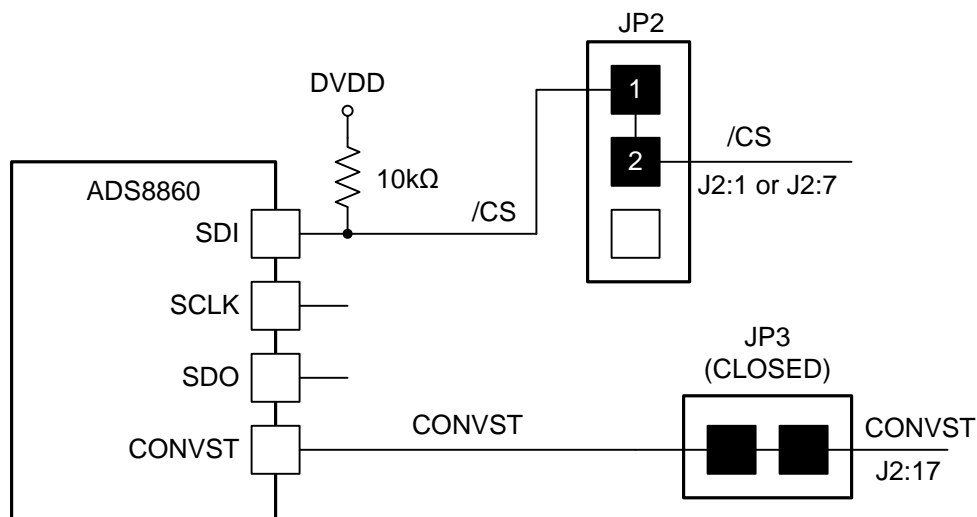 JP2
1
DVDD
2
/CS
10kΩ
J2:1 or J2:7
ADS8860
/CS
SDI
SCLK
JP3
(CLOSED)
SDO
CONVST
CONVST
CONVST
J2:17